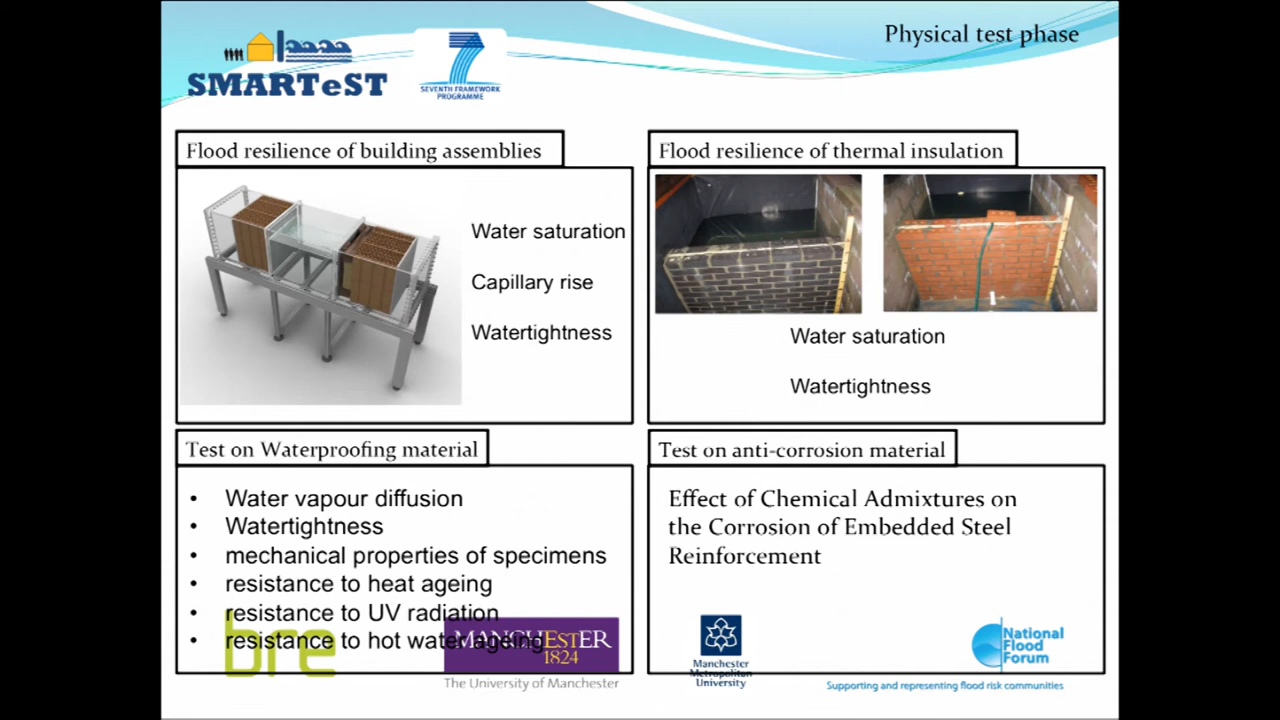 Physical test phase
SMARTeST
SEVENTH FRAMEWORK
PROGRAMME
Flood resilience of building assemblies
Water saturation
Capillary rise
Watertightness
Flood resilience of thermal insulation
Water saturation
Watertightness
Test on Waterproofing material
• Water vapour diffusion
• Watertightness
• mechanical properties of specimens
• resistance to heat ageing
• resistance to UV radiation
• resistance to hot water ageing
Test on anti-corrosion material
Effect of Chemical Admixtures on
the Corrosion of Embedded Steel
Reinforcement
bre
MANCHESTER
1824
The University of Manchester
Manchester
Metropolitan
University
National
Flood
Forum
Supporting and representing flood risk communities